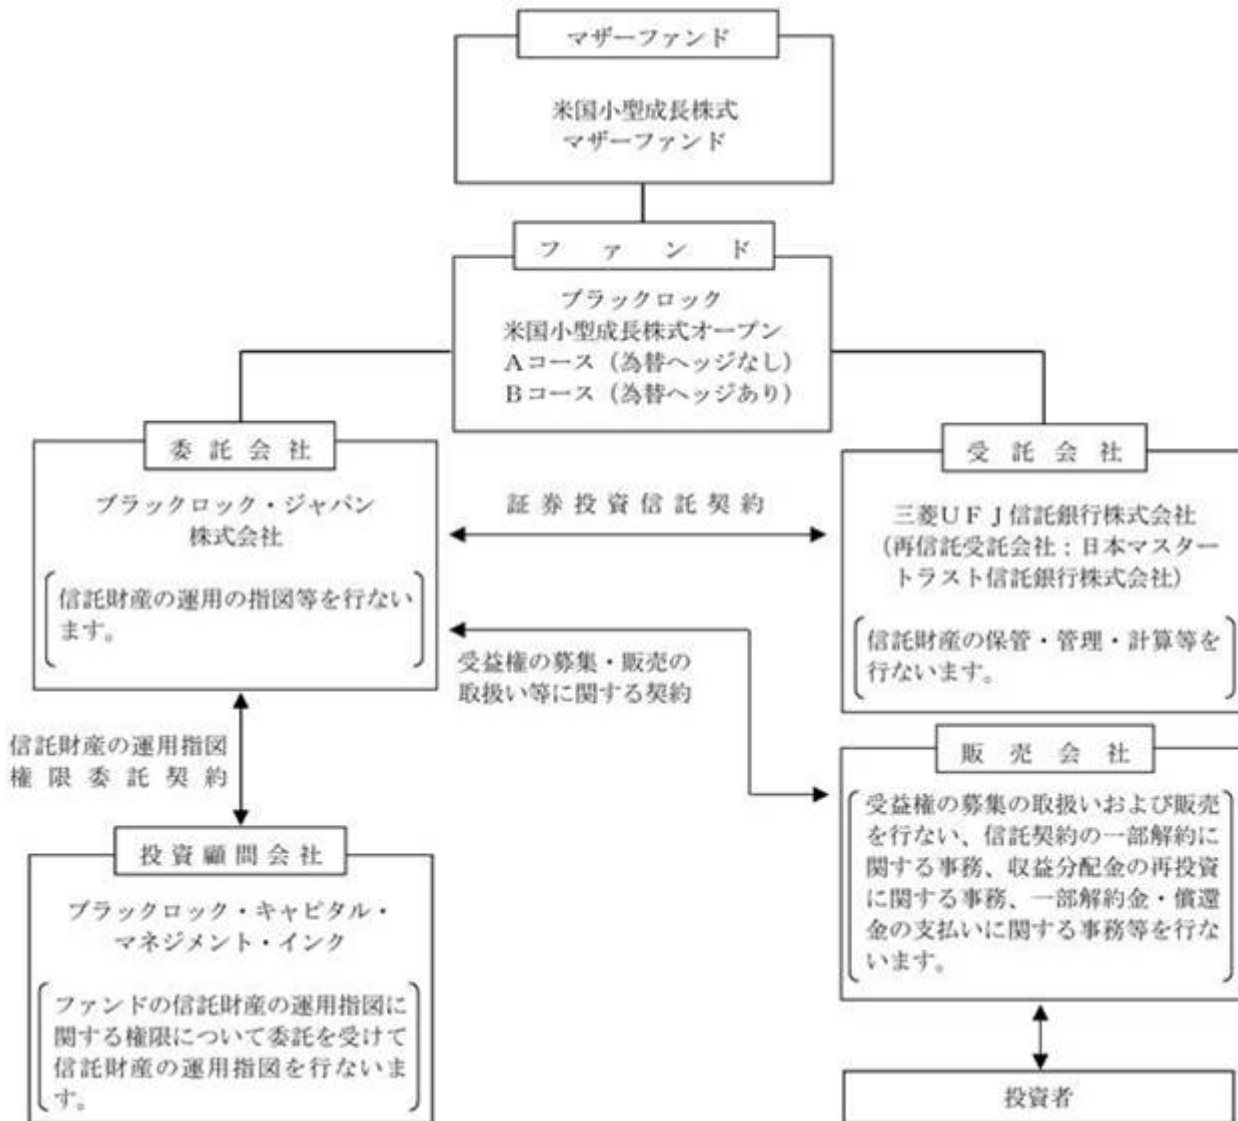 マザーファンド
米国小型成長株式
マザーファンド
ファンド
ブラックロック
米国小型成長株式オープン
Aコース(為替ヘッジなし)
Bコース(為替ヘッジあり)
委託会社
ブラックロック・ジャパン
株式会社
信託財産の運用の指図等を行ない
ます。
証券投資信託契約
受託会社
三菱UFJ信託銀行株式会社
(再信託受託会社:日本マスター
トラスト信託銀行株式会社)
信託財産の保管・管理・計算等を
行ないます。
受益権の募集・販売の
取扱い等に関する契約
信託財産の運用指図
権限委託契約
販売会社
受益権の募集の取扱いおよび販売
を行ない、信託契約の一部解約に
関する事務、収益分配金の再投資
に関する事務、一部解約金・償還
金の支払いに関する事務等を行な
います。
投資顧問会社
ブラックロック・キャピタル・
マネジメント・インク
ファンドの信託財産の運用指図に
関する権限について委託を受けて
信託財産の運用指図を行ないま
す。
投資者